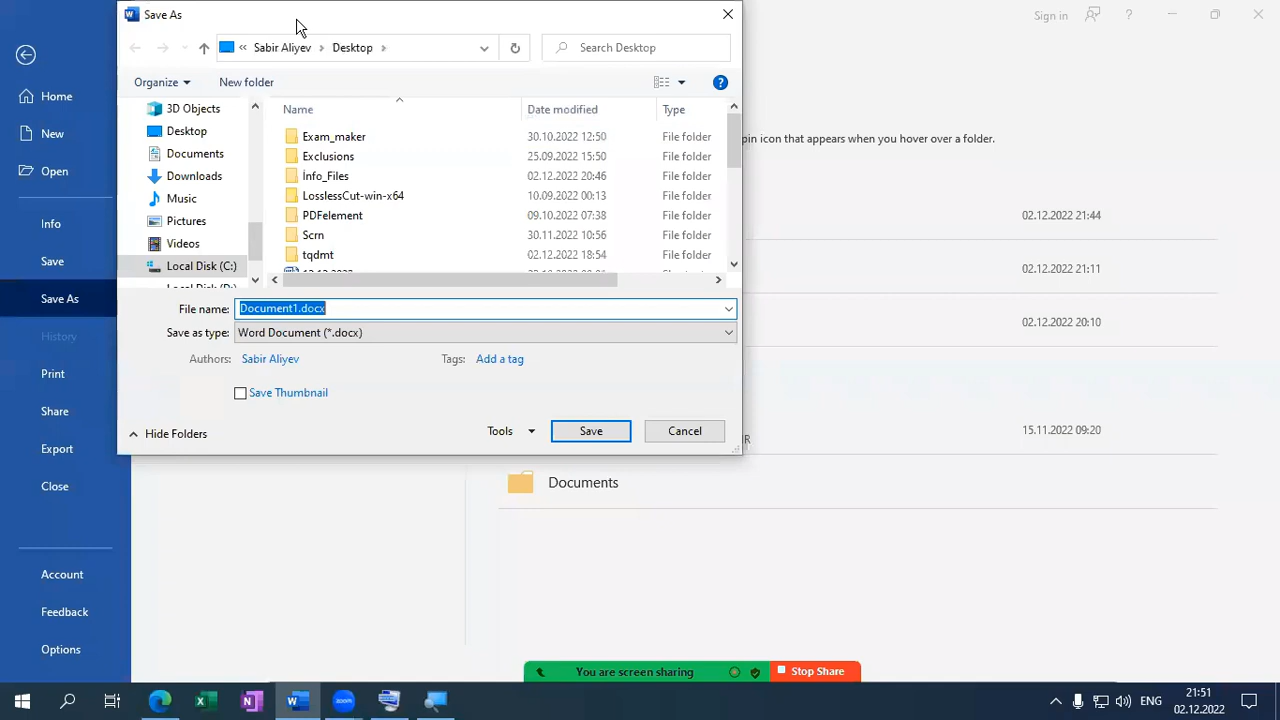 Save As
Sign in
?
Sabir Aliyev
Desktop
Search Desktop
Organize
New folder
?
Home
New
Open
Info
Save
Save As
History
Print
Share
Export
Close
Account
Feedback
Options
3D Objects
Desktop
Documents
Downloads
Music
Pictures
Videos
Local Disk (C:)
Name Date modified Type
Exam_maker 30.10.2022 12:50 File folder
Exclusions 25.09.2022 15:50 File folder
İnfo_Files 02.12.2022 20:46 File folder
LosslessCut-win-x64 10.09.2022 00:13 File folder
PDFelement 09.10.2022 07:38 File folder
Scrn 30.11.2022 10:56 File folder
tqdmt 02.12.2022 18:54 File folder
File name: Document1.docx
Save as type: Word Document (*.docx)
Authors: Sabir Aliyev Tags: Add a tag
Save Thumbnail
Hide Folders Tools Save Cancel
pin icon that appears when you hover over a folder.
02.12.2022 21:44
02.12.2022 21:11
02.12.2022 20:10
15.11.2022 09:20
R
Documents
You are screen sharing Stop Share
zoom
ENG
21:51
02.12.2022